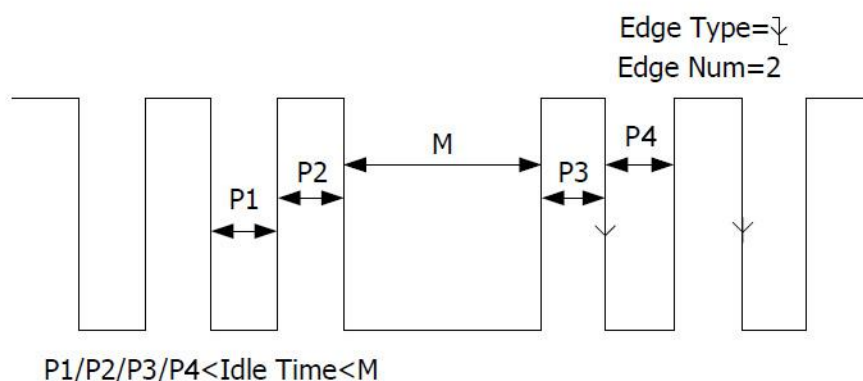 Edge Type=
Edge Num=2
M
P4
P2
P3
P1
P1/P2/P3/P4<Idle Time<M